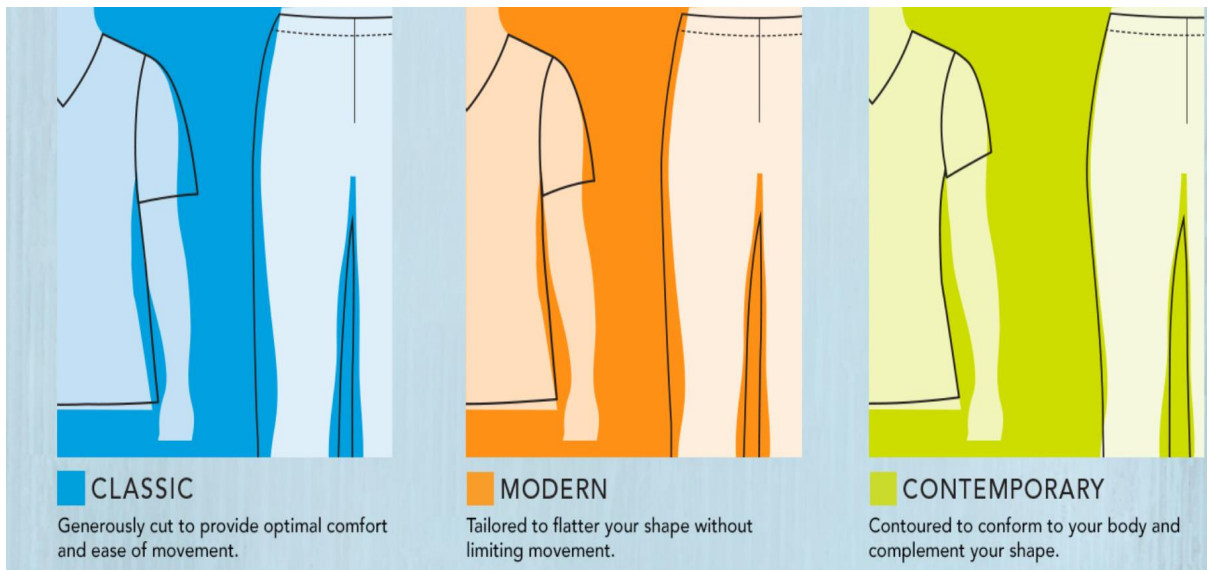 CLASSIC
Generously cut to provide optimal comfort
and ease of movement.
MODERN
Tailored to flatter your shape without
limiting movement.
CONTEMPORARY
Contoured to conform to your body and
complement your shape.